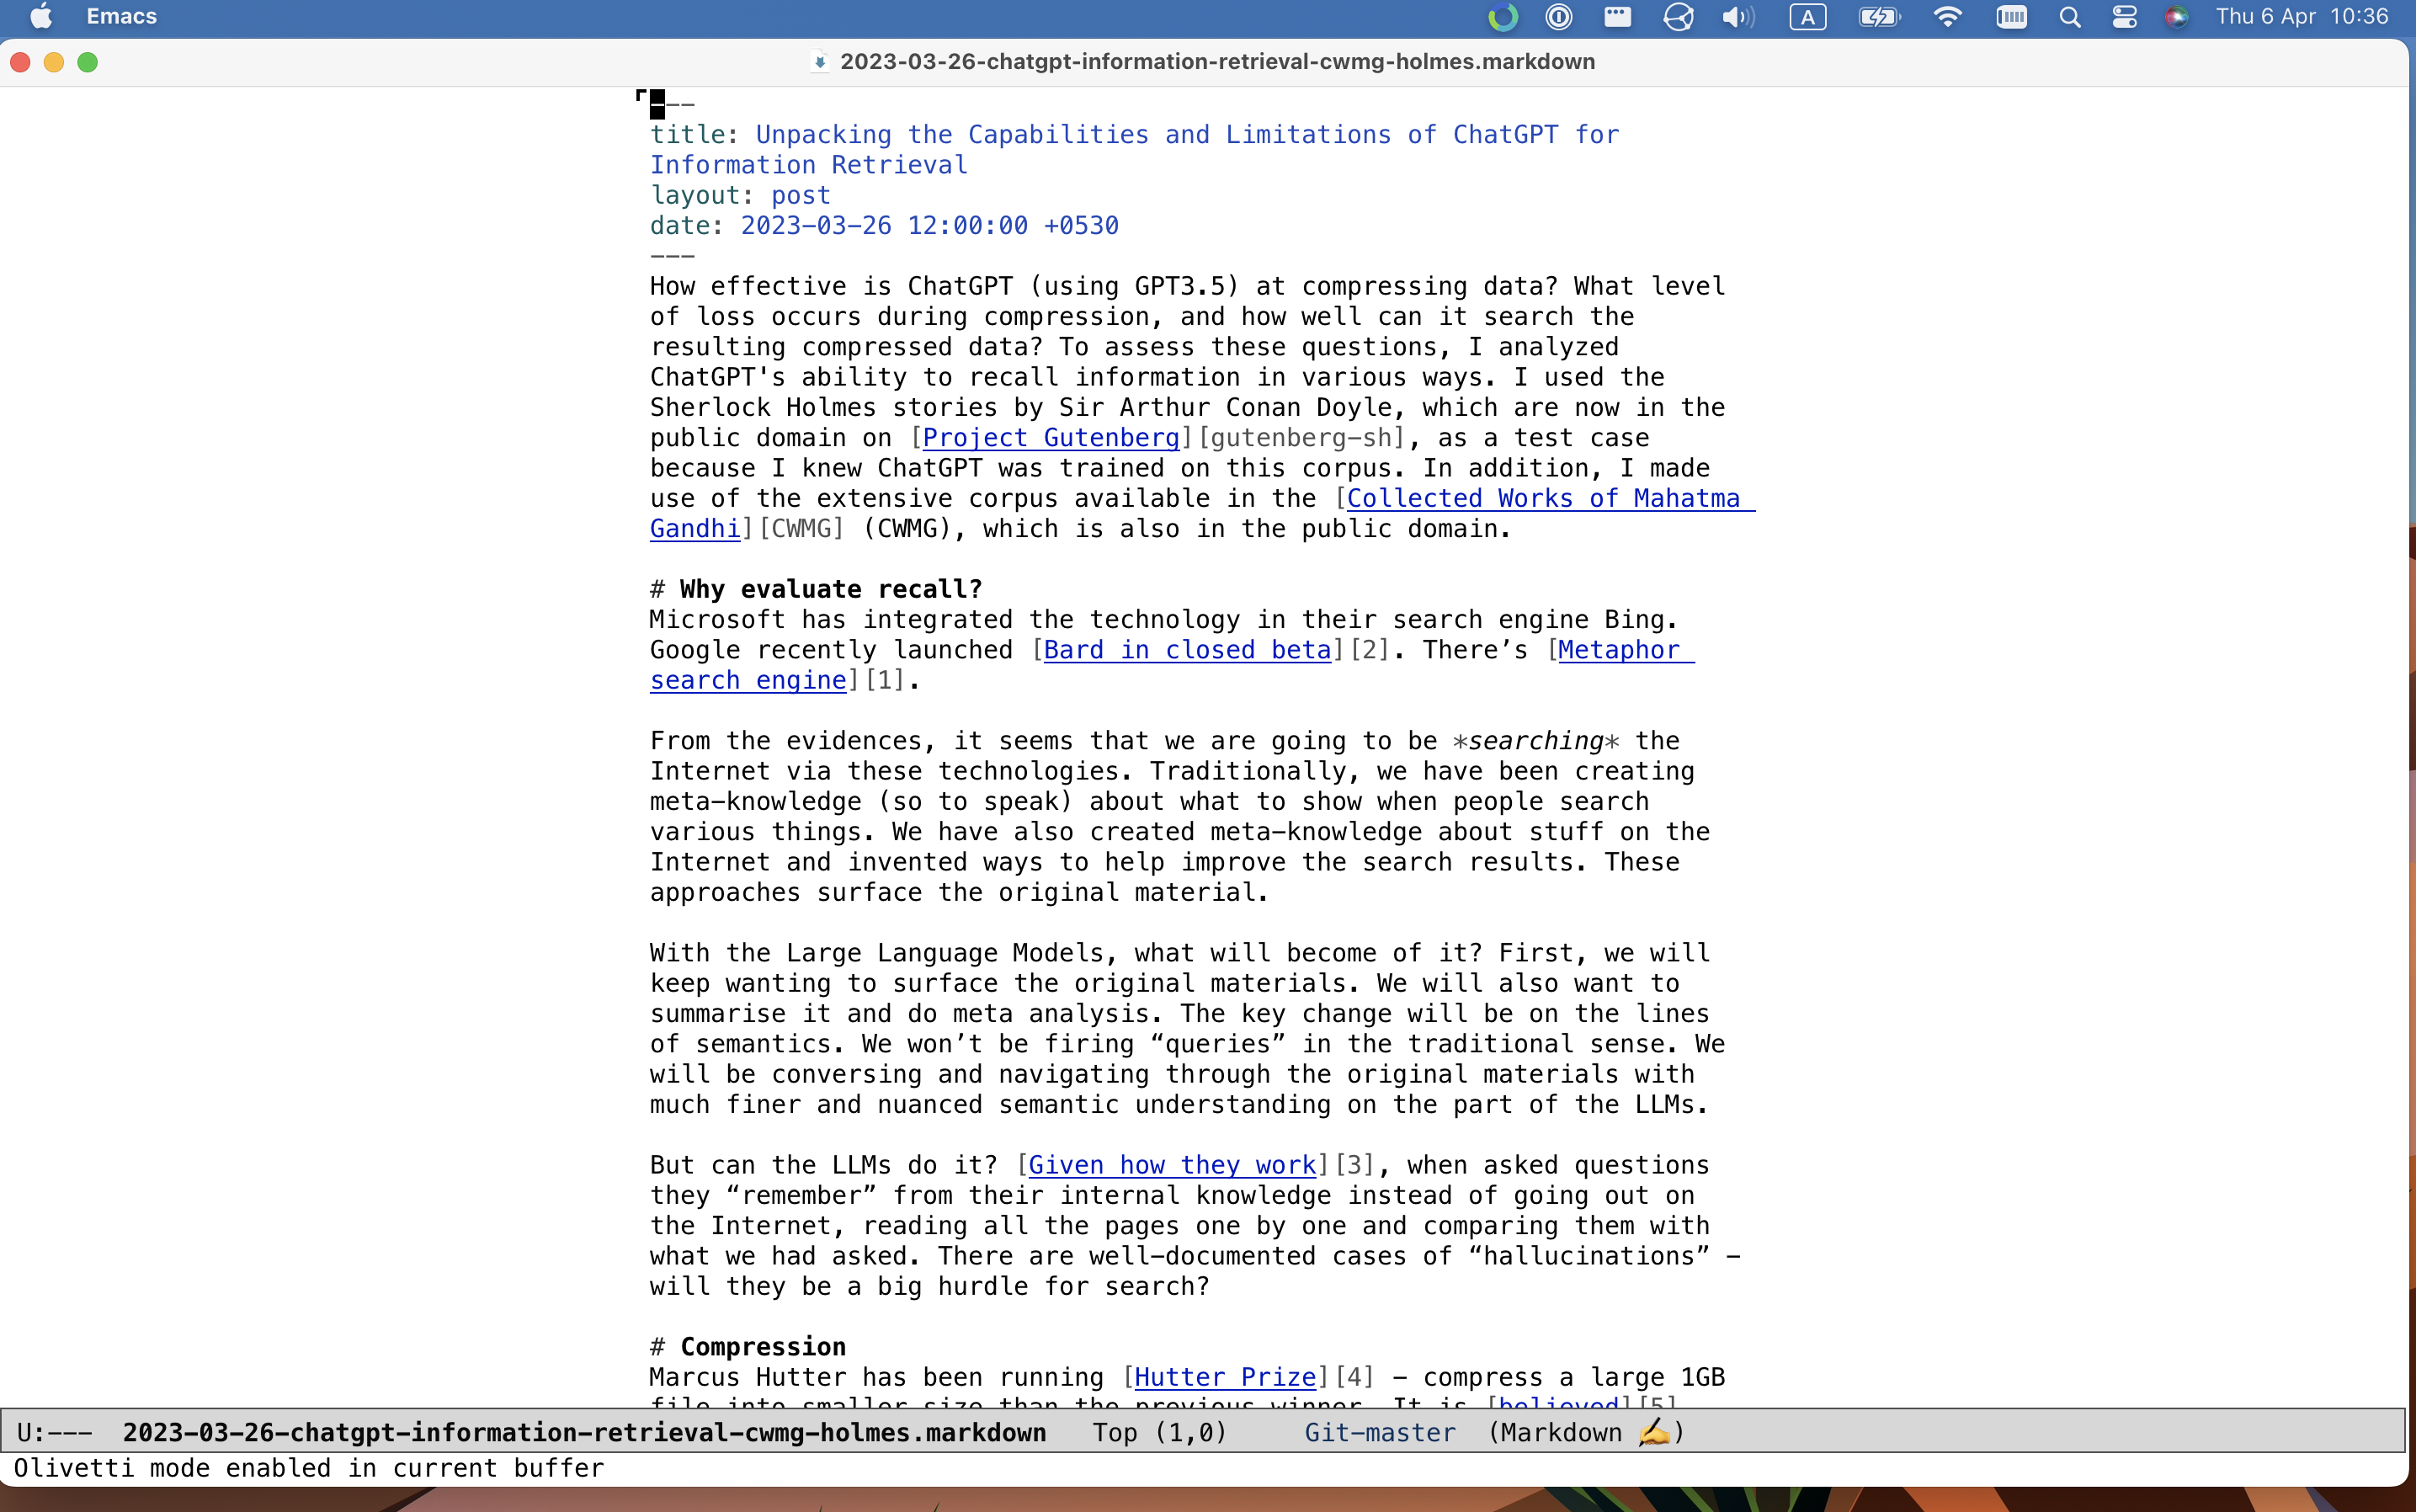 Emacs
A
Thu 6 Apr 10:36
2023-03-26-chatgpt-information-retrieval-cwmg-holmes.markdown
---
title: Unpacking the Capabilities and Limitations of ChatGPT for
Information Retrieval
layout: post
date: 2023-03-26 12:00:00 +0530
---
How effective is ChatGPT (using GPT3.5) at compressing data? What level
of loss occurs during compression, and how well can it search the
resulting compressed data? To assess these questions, I analyzed
ChatGPT's ability to recall information in various ways. I used the
Sherlock Holmes stories by Sir Arthur Conan Doyle, which are now in the
public domain on [Project Gutenberg][gutenberg-sh], as a test case
because I knew ChatGPT was trained on this corpus. In addition, I made
use of the extensive corpus available in the [Collected Works of Mahatma
Gandhi][CWMG] (CWMG), which is also in the public domain.
# Why evaluate recall?
Microsoft has integrated the technology in their search engine Bing.
Google recently launched [Bard in closed beta][2]. There’s [Metaphor
search engine][1].
From the evidences, it seems that we are going to be *searching* the
Internet via these technologies. Traditionally, we have been creating
meta-knowledge (so to speak) about what to show when people search
various things. We have also created meta-knowledge about stuff on the
Internet and invented ways to help improve the search results. These
approaches surface the original material.
With the Large Language Models, what will become of it? First, we will
keep wanting to surface the original materials. We will also want to
summarise it and do meta analysis. The key change will be on the lines
of semantics. We won’t be firing “queries” in the traditional sense. We
will be conversing and navigating through the original materials with
much finer and nuanced semantic understanding on the part of the LLMs.
But can the LLMs do it? [Given how they work][3], when asked questions
they “remember” from their internal knowledge instead of going out on
the Internet, reading all the pages one by one and comparing them with
what we had asked. There are well-documented cases of “hallucinations” -
will they be a big hurdle for search?
# Compression
Marcus Hutter has been running [Hutter Prize][4] - compress a large 1GB
file into smaller size than the previous winner. It is [believed][5]
U:--- 2023-03-26-chatgpt-information-retrieval-cwmg-holmes.markdown Top (1,0) Git-master (Markdown ✍️)
Olivetti mode enabled in current buffer